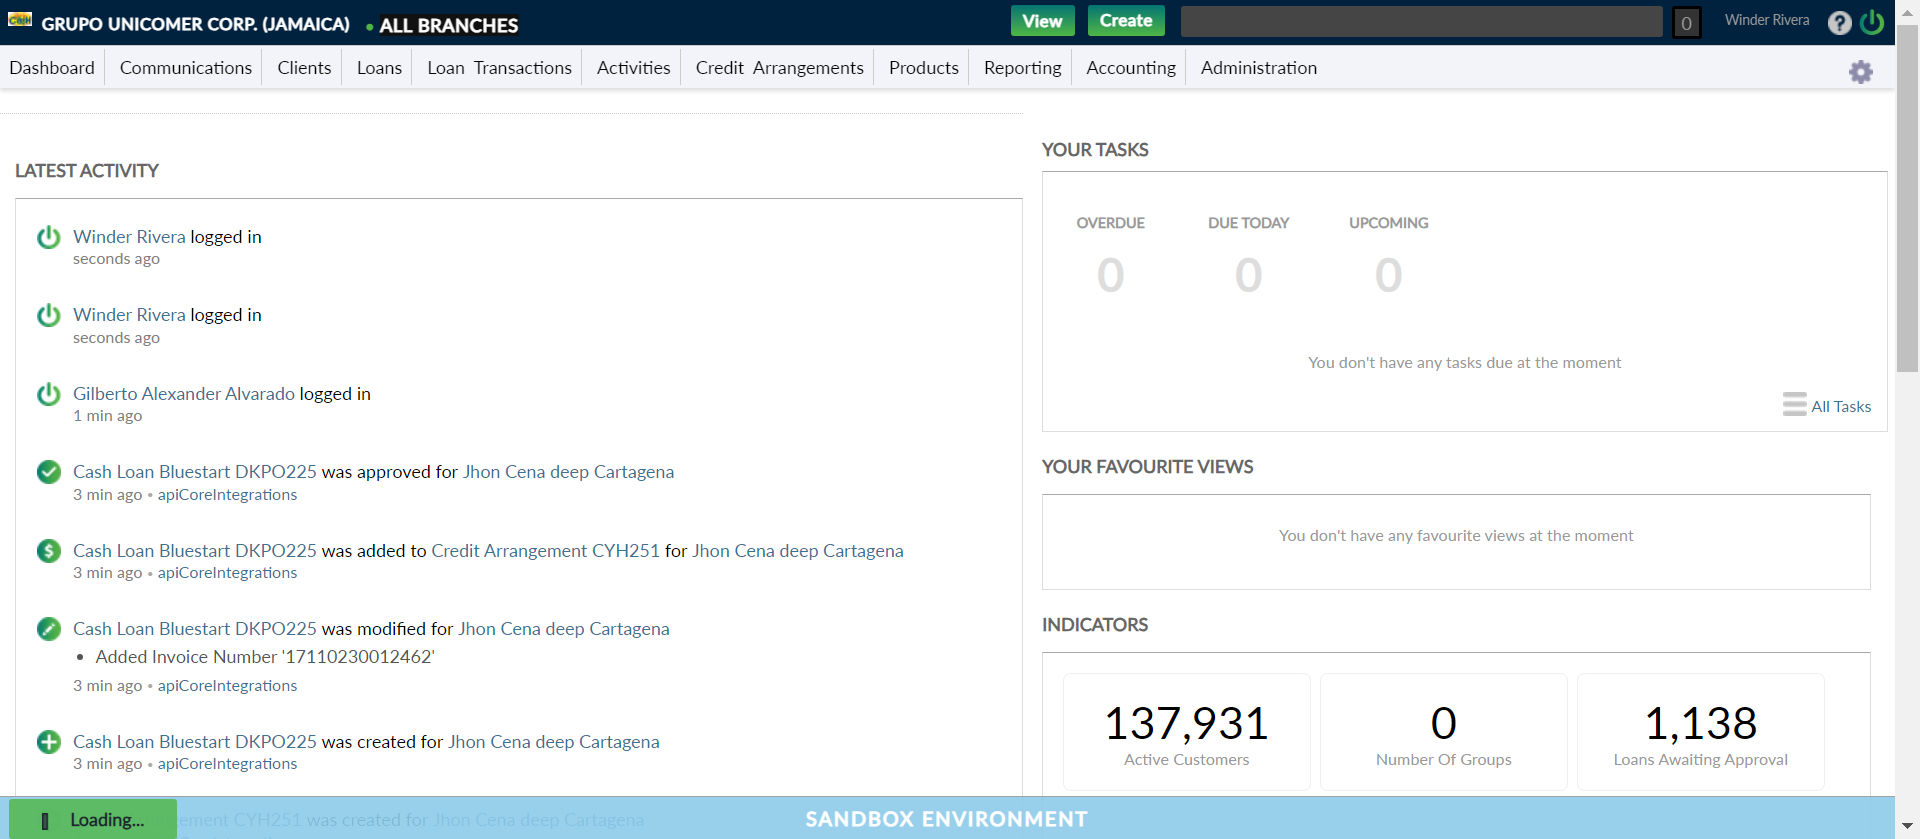 CasH
GRUPO UNICOMER CORP. (JAMAICA) • ALL BRANCHES
View Create 0 Winder Rivera ?
Dashboard Communications Clients Loans Loan Transactions Activities Credit Arrangements Products Reporting Accounting Administration
LATEST ACTIVITY
Winder Rivera logged in
seconds ago
Winder Rivera logged in
seconds ago
Gilberto Alexander Alvarado logged in
1 min ago
Cash Loan Bluestart DKPO225 was approved for Jhon Cena deep Cartagena
3 min ago • apiCoreIntegrations
Cash Loan Bluestart DKPO225 was added to Credit Arrangement CYH251 for Jhon Cena deep Cartagena
3 min ago • apiCoreIntegrations
Cash Loan Bluestart DKPO225 was modified for Jhon Cena deep Cartagena
• Added Invoice Number '17110230012462'
3 min ago • apiCoreIntegrations
Cash Loan Bluestart DKPO225 was created for Jhon Cena deep Cartagena
3 min ago • apiCoreIntegrations
CYH251 was created for Jhon Cena deep Cartagena
YOUR TASKS
OVERDUE DUE TODAY UPCOMING
0 0 0
You don't have any tasks due at the moment
All Tasks
YOUR FAVOURITE VIEWS
You don't have any favourite views at the moment
INDICATORS
137,931 0 1,138
Active Customers Number Of Groups Loans Awaiting Approval
Loading...
SANDBOX ENVIRONMENT